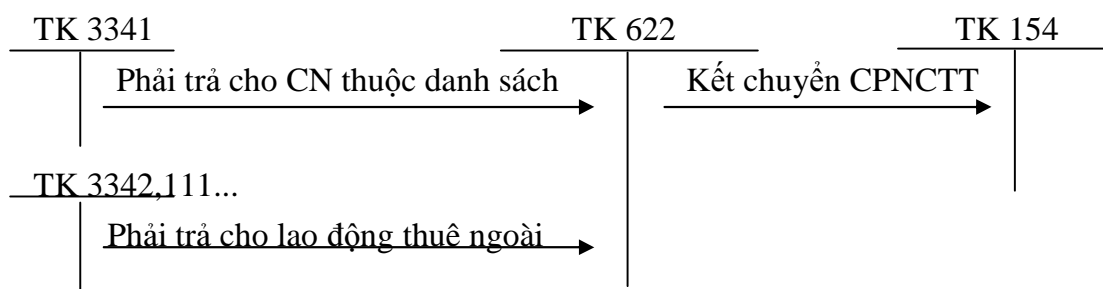 TK 3341 TK 622 TK 154
Phải trả cho CN thuộc danh sách Kết chuyển CPNCTT
TK 3342,111...
Phải trả cho lao động thuê ngoài